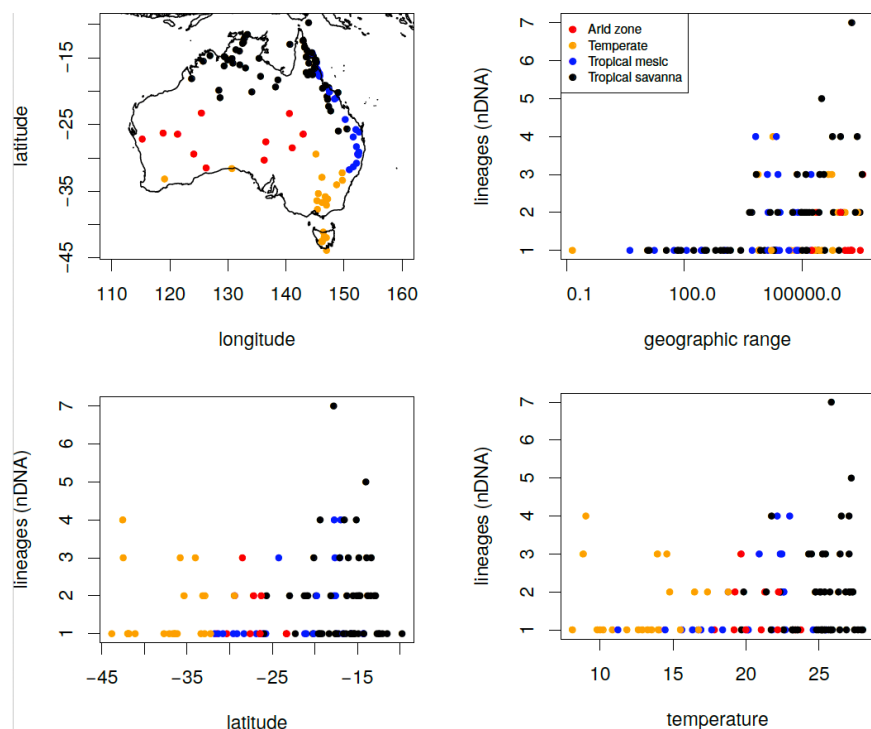 -15
-25
-35
-45
latitude
110 120 130 140 150 160
longitude
7
6
5
4
3
2
1
lineages (nDNA)
Arid zone
Temperate
Tropical mesic
Tropical savanna
0.1 100.0 100000.0
geographic range
7
6
5
4
3
2
1
lineages (nDNA)
-45 -35 -25 -15
latitude
7
6
5
4
3
2
1
lineages (nDNA)
10 15 20 25
temperature